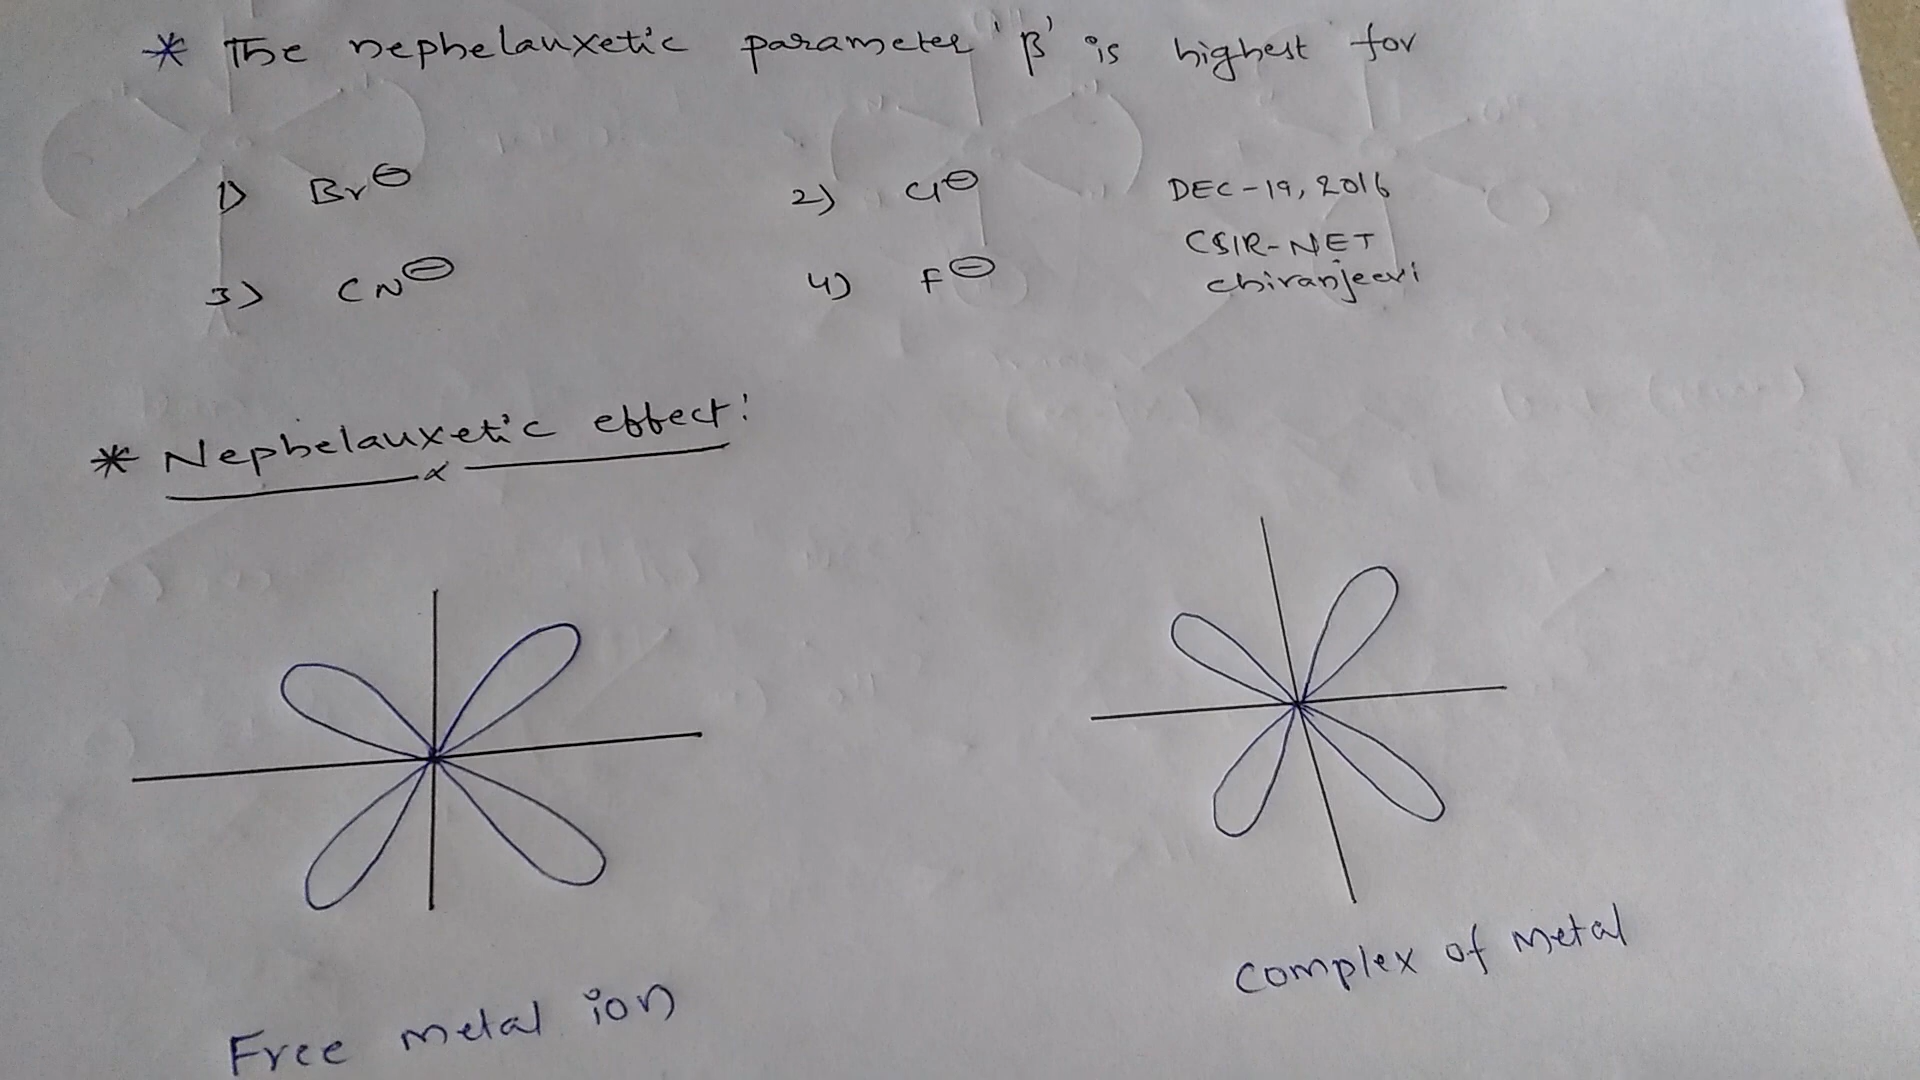 * The nephelauxetic parameter 'β' is highest for
1) Br⊖
2) Cl⊖
DEC-19, 2016
CSIR-NET
chiranjeevi
3) CN⊖
4) F⊖
* Nephelauxetic effect:
Free metal ion
Complex of Metal